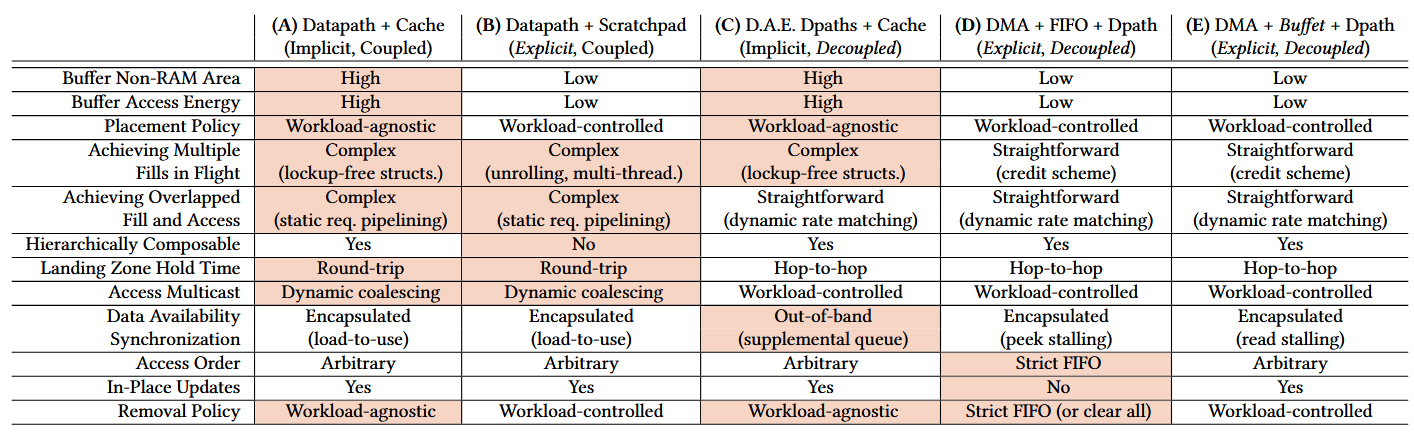 (A) Datapath + Cache (B) Datapath + Scratchpad (C) D.A.E. Dpaths + Cache (D) DMA + FIFO + Dpath (E) DMA + Buffet + Dpath
(Implicit, Coupled) (Explicit, Coupled) (Implicit, Decoupled) (Explicit, Decoupled) (Explicit, Decoupled)
Buffer Non-RAM Area High Low High Low Low
Buffer Access Energy High Low High Low Low
Placement Policy Workload-agnostic Workload-controlled Workload-agnostic Workload-controlled Workload-controlled
Achieving Multiple Complex Complex Complex Straightforward Straightforward
Fills in Flight (lockup-free structs.) (unrolling, multi-thread.) (lockup-free structs.) (credit scheme) (credit scheme)
Achieving Overlapped Complex Complex Straightforward Straightforward Straightforward
Fill and Access (static req. pipelining) (static req. pipelining) (dynamic rate matching) (dynamic rate matching) (dynamic rate matching)
Hierarchically Composable Yes No Yes Yes Yes
Landing Zone Hold Time Round-trip Round-trip Hop-to-hop Hop-to-hop Hop-to-hop
Access Multicast Dynamic coalescing Dynamic coalescing Workload-controlled Workload-controlled Workload-controlled
Data Availability Encapsulated Encapsulated Out-of-band Encapsulated Encapsulated
Synchronization (load-to-use) (load-to-use) (supplemental queue) (peek stalling) (read stalling)
Access Order Arbitrary Arbitrary Arbitrary Strict FIFO Arbitrary
In-Place Updates Yes Yes Yes No Yes
Removal Policy Workload-agnostic Workload-controlled Workload-agnostic Strict FIFO (or clear all) Workload-controlled